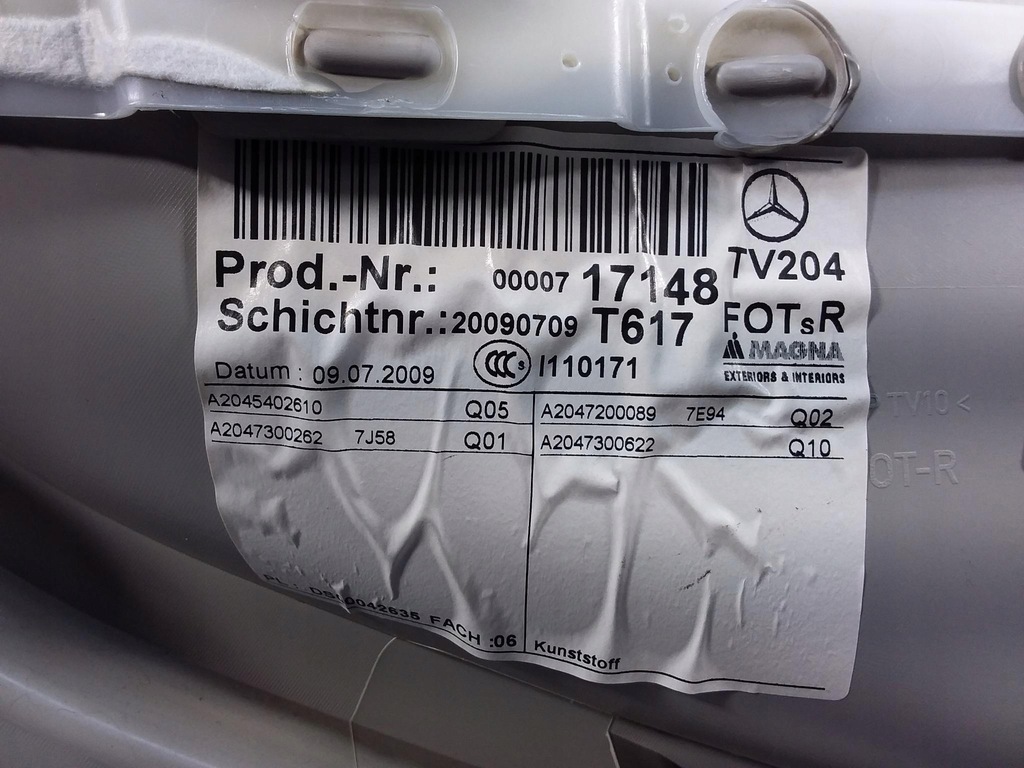 Prod.-Nr.: 00007 17148 TV204
Schichtnr.: 20090709 T617 FOTsR
MAGNA
EXTERIORS & INTERIORS
Datum : 09.07.2009 CCC S I110171
A2045402610 Q05 A2047200089 7E94 Q02
A2047300262 7J58 Q01 A2047300622 Q10
FACH :06
Kunststoff
TV10 <
OT-R